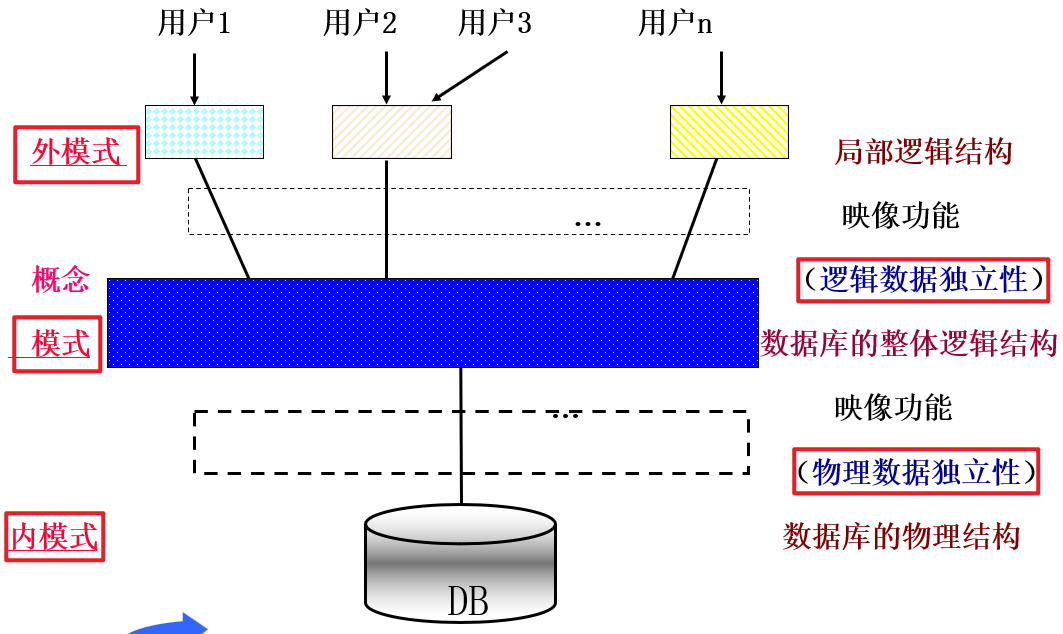 用户1 用户2 用户3 用户n
外模式 局部逻辑结构
... 映像功能
概念 （逻辑数据独立性）
模式 数据库的整体逻辑结构
... 映像功能
（物理数据独立性）
内模式 数据库的物理结构
DB